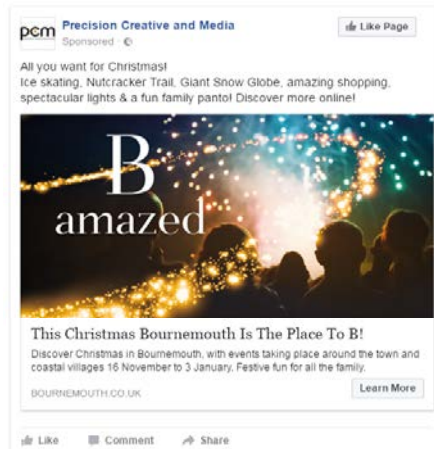 pcm
Precision Creative and Media
Sponsored ·
Like Page
All you want for Christmas!
Ice skating, Nutcracker Trail, Giant Snow Globe, amazing shopping,
spectacular lights & a fun family panto! Discover more online!
B
amazed
This Christmas Bournemouth Is The Place To B!
Discover Christmas in Bournemouth, with events taking place around the town and
coastal villages 16 November to 3 January. Festive fun for all the family.
BOURNEMOUTH.CO.UK
Learn More
Like Comment Share